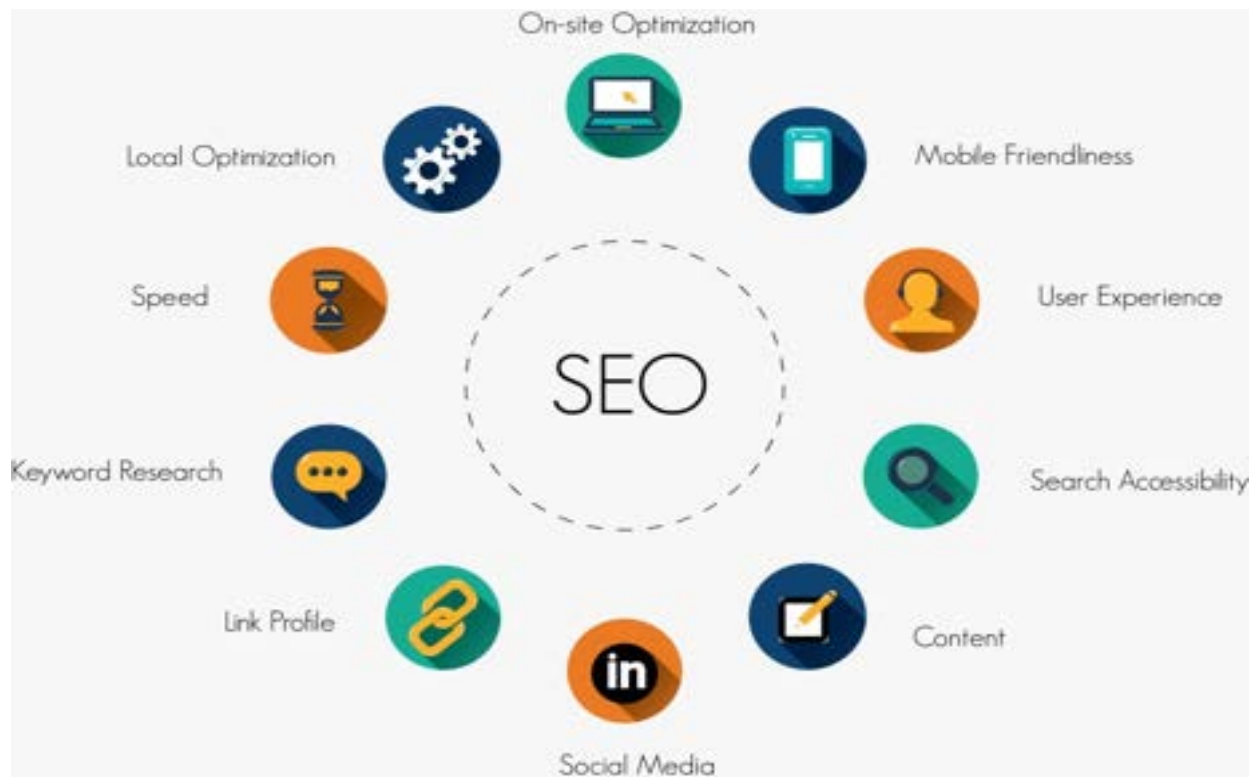 On-site Optimization
Local Optimization
Mobile Friendliness
Speed
User Experience
SEO
Keyword Research
Search Accessibility
Link Profile
Content
in
Social Media